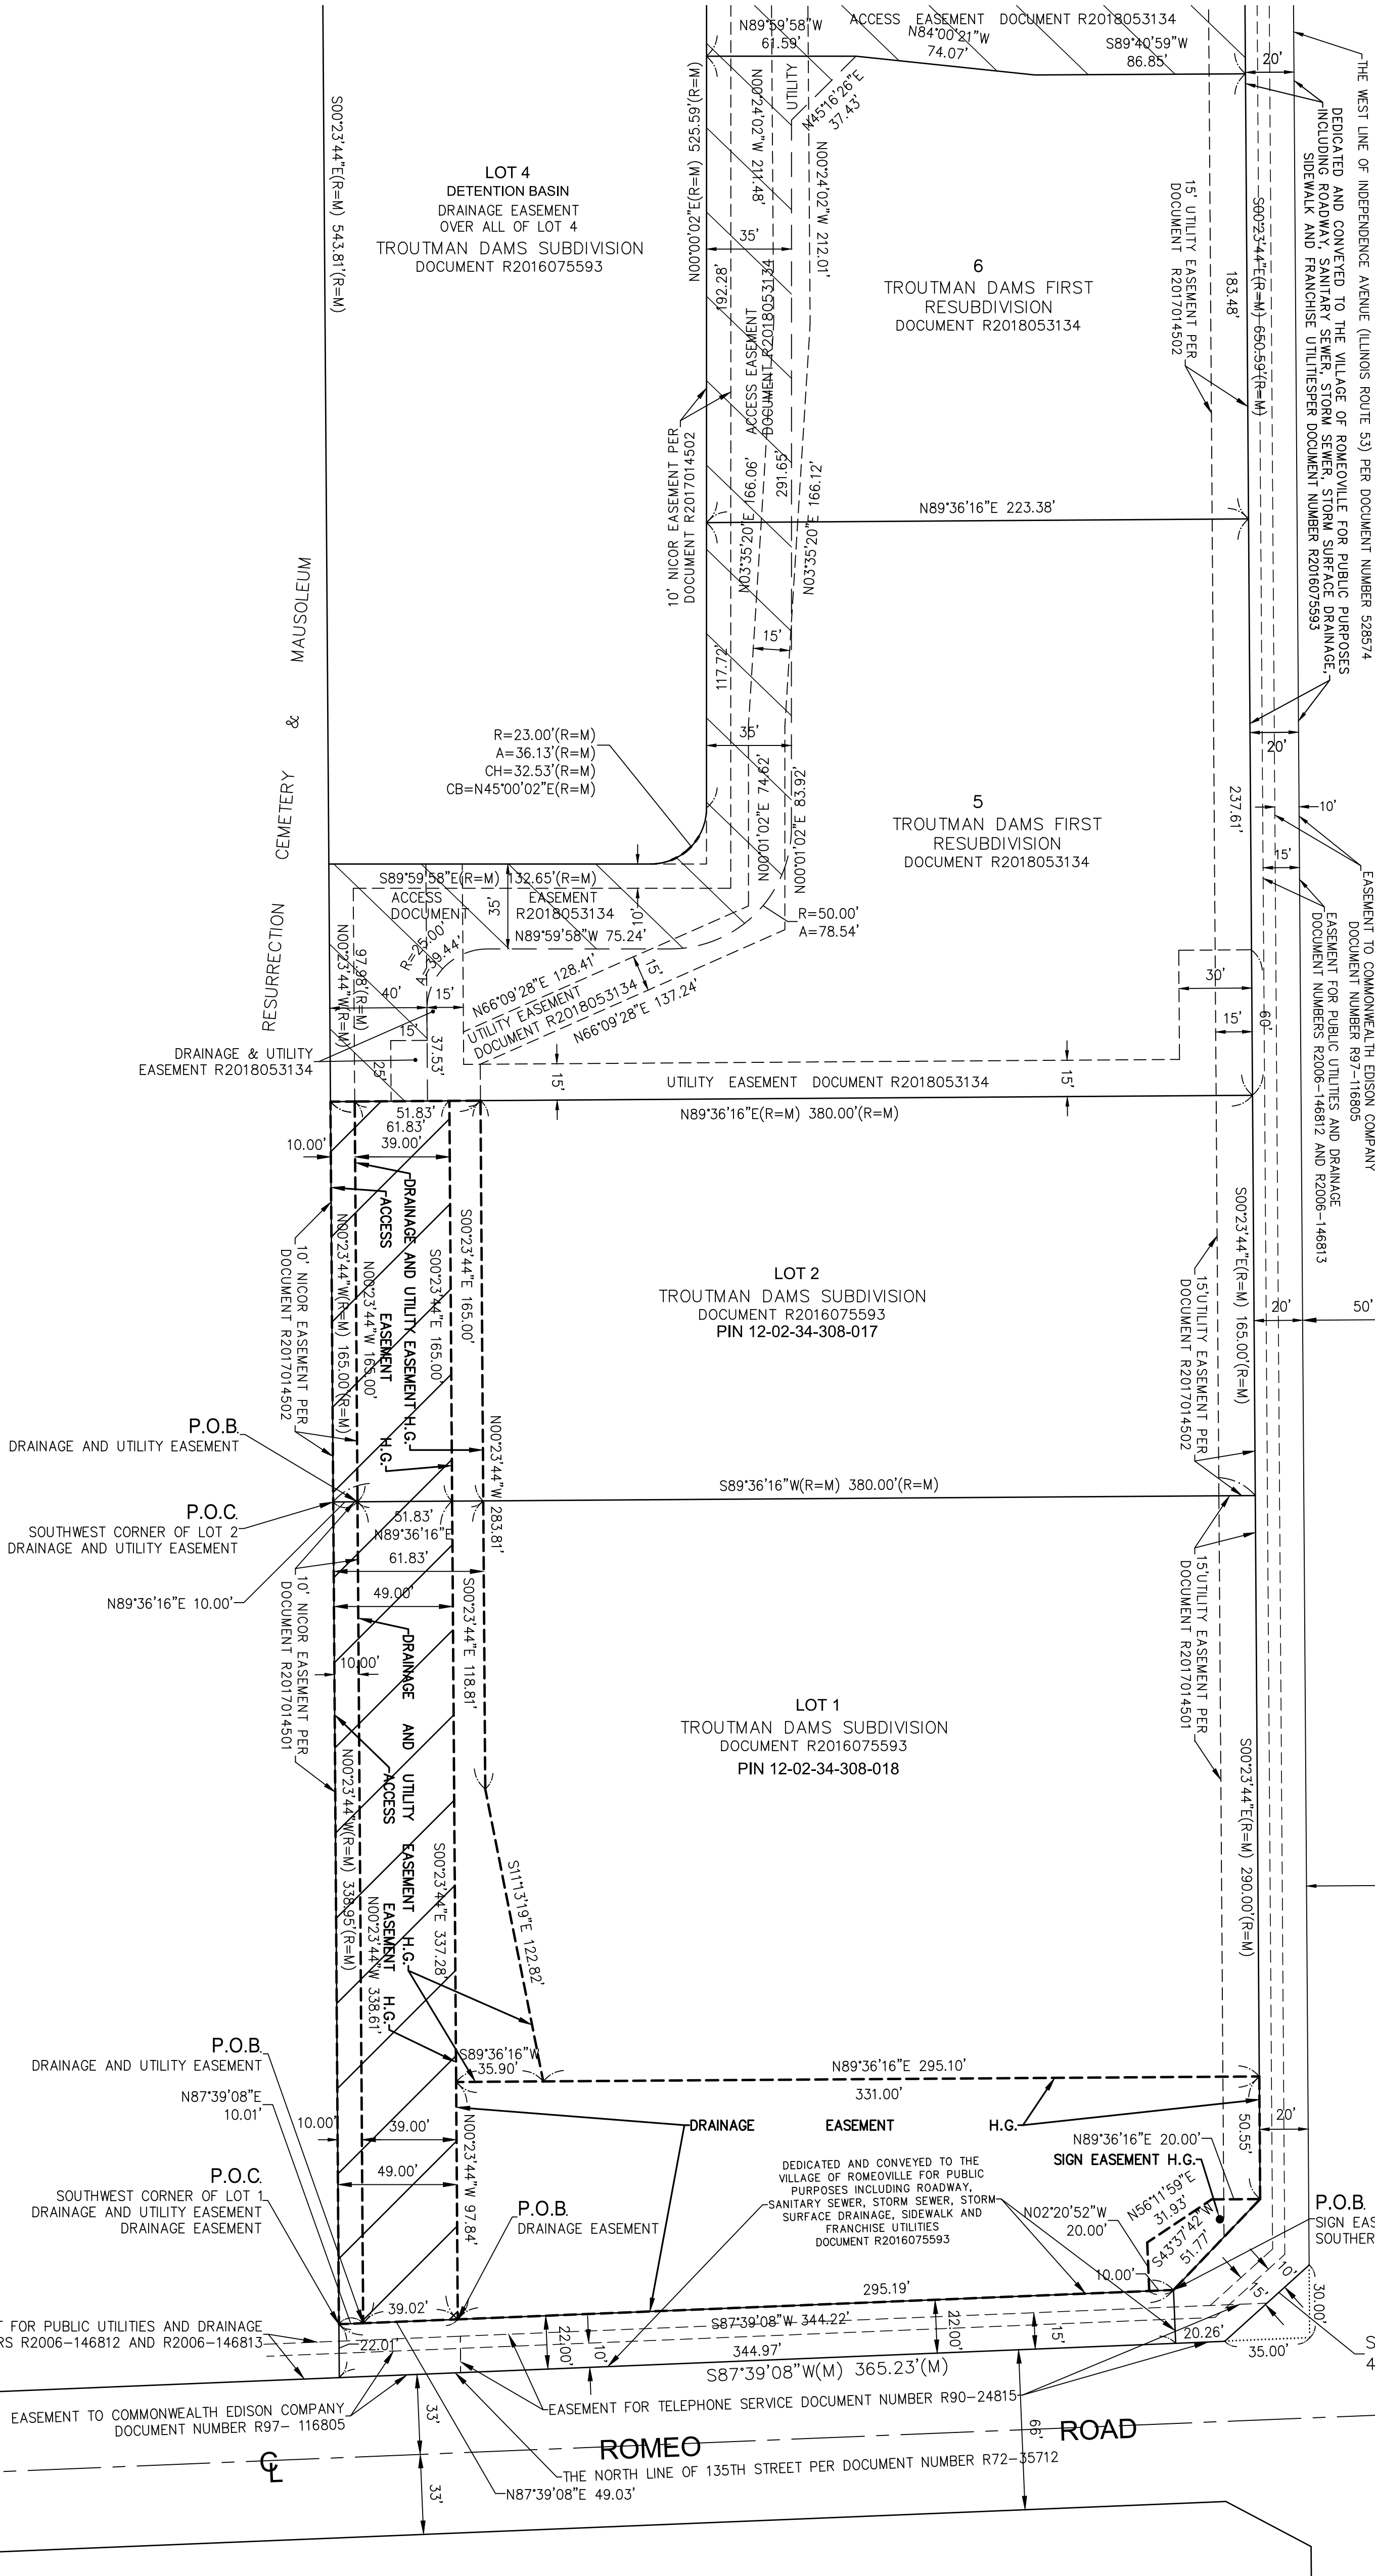 N89°59'58"W
61.59'
ACCESS EASEMENT DOCUMENT R2018053134
N84°00'21"W
74.07'
S89°40'59"W
86.85'
20'
THE WEST LINE OF INDEPENDENCE AVENUE (ILLINOIS ROUTE 53) PER DOCUMENT NUMBER 528574
DEDICATED AND CONVEYED TO THE VILLAGE OF ROMEOVILLE FOR PUBLIC PURPOSES
INCLUDING ROADWAY, SANITARY SEWER, STORM SEWER, STORM SURFACE DRAINAGE,
SIDEWALK AND FRANCHISE UTILITIESPER DOCUMENT NUMBER R2016075593
S00°23'44"E(R=M) 543.81'(R=M)
LOT 4
DETENTION BASIN
DRAINAGE EASEMENT
OVER ALL OF LOT 4
TROUTMAN DAMS SUBDIVISION
DOCUMENT R2016075593
N00°00'02"E(R=M) 525.59'(R=M)
N00°24'02"W 211.48'
UTILITY
N45°16'26"E
37.43'
N00°24'02"W 212.01'
35'
192.28'
15' UTILITY EASEMENT PER
DOCUMENT R2017014502
183.48'
S00°23'44"E(R=M) 650.59'(R=M)
6
TROUTMAN DAMS FIRST
RESUBDIVISION
DOCUMENT R2018053134
ACCESS EASEMENT
DOCUMENT R2018053134
10' NICOR EASEMENT PER
DOCUMENT R2017014502
N03°35'20"E 166.06'
291.65'
N03°35'20"E 166.12'
N89°36'16"E 223.38'
15'
117.72'
35'
R=23.00'(R=M)
A=36.13'(R=M)
CH=32.53'(R=M)
CB=N45°00'02"E(R=M)
N00°01'02"E 74.62'
N00°01'02"E 83.92'
5
TROUTMAN DAMS FIRST
RESUBDIVISION
DOCUMENT R2018053134
237.61'
20'
10'
15'
EASEMENT TO COMMONWEALTH EDISON COMPANY
DOCUMENT NUMBER R97-116805
EASEMENT FOR PUBLIC UTILITIES AND DRAINAGE
DOCUMENT NUMBERS R2006-146812 AND R2006-146813
RESURRECTION CEMETERY & MAUSOLEUM
S89°59'58"E(R=M) 132.65'(R=M)
ACCESS EASEMENT
DOCUMENT R2018053134
35'
10'
N89°59'58"W 75.24'
R=50.00'
A=78.54'
R=25.00'
A=39.44'
N00°23'44"W(R=M)
97.98'(R=M)
40'
15'
15'
25'
37.53'
N66°09'28"E 128.41'
UTILITY EASEMENT
DOCUMENT R2018053134
N66°09'28"E 137.24'
15'
DRAINAGE & UTILITY
EASEMENT R2018053134
30'
15'
60'
15'
UTILITY EASEMENT DOCUMENT R2018053134
15'
N89°36'16"E(R=M) 380.00'(R=M)
51.83'
61.83'
39.00'
10.00'
DRAINAGE AND UTILITY EASEMENT H.G.
ACCESS EASEMENT H.G.
10' NICOR EASEMENT PER
DOCUMENT R2017014502
N00°23'44"W(R=M) 165.00'(R=M)
N00°23'44"W 165.00'
S00°23'44"E 165.00'
S00°23'44"E 165.00'
LOT 2
TROUTMAN DAMS SUBDIVISION
DOCUMENT R2016075593
PIN 12-02-34-308-017
15'UTILITY EASEMENT PER
DOCUMENT R2017014502
S00°23'44"E(R=M) 165.00'(R=M)
20'
50'
P.O.B.
DRAINAGE AND UTILITY EASEMENT
N00°23'44"W 283.81'
S89°36'16"W(R=M) 380.00'(R=M)
P.O.C.
SOUTHWEST CORNER OF LOT 2
DRAINAGE AND UTILITY EASEMENT
51.83'
N89°36'16"E
61.83'
49.00'
N89°36'16"E 10.00'
10' NICOR EASEMENT PER
DOCUMENT R2017014501
10.00'
S00°23'44"E 118.81'
DRAINAGE AND UTILITY EASEMENT H.G.
ACCESS EASEMENT H.G.
N00°23'44"W(R=M) 338.95'(R=M)
N00°23'44"W 338.61'
S00°23'44"E 337.28'
S11°13'19"E 122.82'
LOT 1
TROUTMAN DAMS SUBDIVISION
DOCUMENT R2016075593
PIN 12-02-34-308-018
15'UTILITY EASEMENT PER
DOCUMENT R2017014501
S00°23'44"E(R=M) 290.00'(R=M)
P.O.B.
DRAINAGE AND UTILITY EASEMENT
S89°36'16"W
35.90'
N89°36'16"E 295.10'
331.00'
N87°39'08"E
10.01'
10.00'
39.00'
49.00'
DRAINAGE EASEMENT H.G.
50.55'
20'
N89°36'16"E 20.00'
SIGN EASEMENT H.G.
N56°11'59"E
31.93'
S43°37'42"W
51.77'
P.O.C.
SOUTHWEST CORNER OF LOT 1
DRAINAGE AND UTILITY EASEMENT
DRAINAGE EASEMENT
N00°23'44"W 97.84'
P.O.B.
DRAINAGE EASEMENT
DEDICATED AND CONVEYED TO THE
VILLAGE OF ROMEOVILLE FOR PUBLIC
PURPOSES INCLUDING ROADWAY,
SANITARY SEWER, STORM SEWER, STORM
SURFACE DRAINAGE, SIDEWALK AND
FRANCHISE UTILITIES
DOCUMENT R2016075593
N02°20'52"W
20.00'
10.00'
P.O.B.
SIGN EAS
SOUTHER
295.19'
10'
15'
30.00'
39.02'
T FOR PUBLIC UTILITIES AND DRAINAGE
RS R2006-146812 AND R2006-146813
22.01'
22.00'
10'
S87°39'08"W 344.22'
22.00'
15'
20.26'
35.00'
S
4
344.97'
S87°39'08"W(M) 365.23'(M)
EASEMENT TO COMMONWEALTH EDISON COMPANY
DOCUMENT NUMBER R97- 116805
EASEMENT FOR TELEPHONE SERVICE DOCUMENT NUMBER R90-24815
33'
66'
CL
ROMEO ROAD
THE NORTH LINE OF 135TH STREET PER DOCUMENT NUMBER R72-35712
33'
N87°39'08"E 49.03'